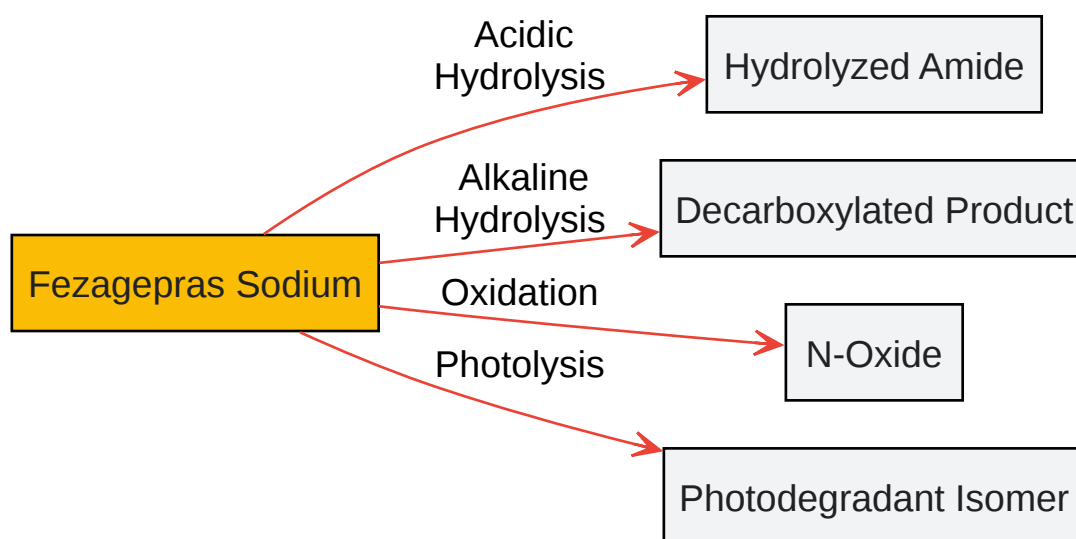 Acidic
Hydrolysis
Hydrolyzed Amide
Alkaline
Hydrolysis
Decarboxylated Product
Fezagepras Sodium
Oxidation
N-Oxide
Photolysis
Photodegradant Isomer